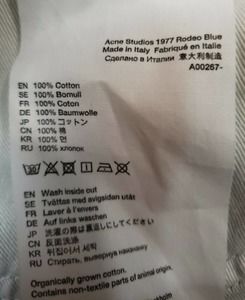 Acne Studios 1977 Rodeo Blue
Made in Italy Fabriqué en Italie
Сделано в Италии 意大利制造
A00267-
EN 100% Cotton
SE 100% Bomull
FR 100% Coton
DE 100% Baumwolle
JP 100% コットン
CN 100% 棉
KR 100% 면
RU 100% хлопок
EN Wash inside out
SE Tvättas med avigsidan utåt
FR Laver à l'envers
DE Auf links waschen
JP 洗濯の際は裏返しにしてください
CN 反面洗涤
KR 뒤집어서 세탁
RU Стирать, вывернув наизнанку
Organically grown cotton.
Contains non-textile parts of animal origin.